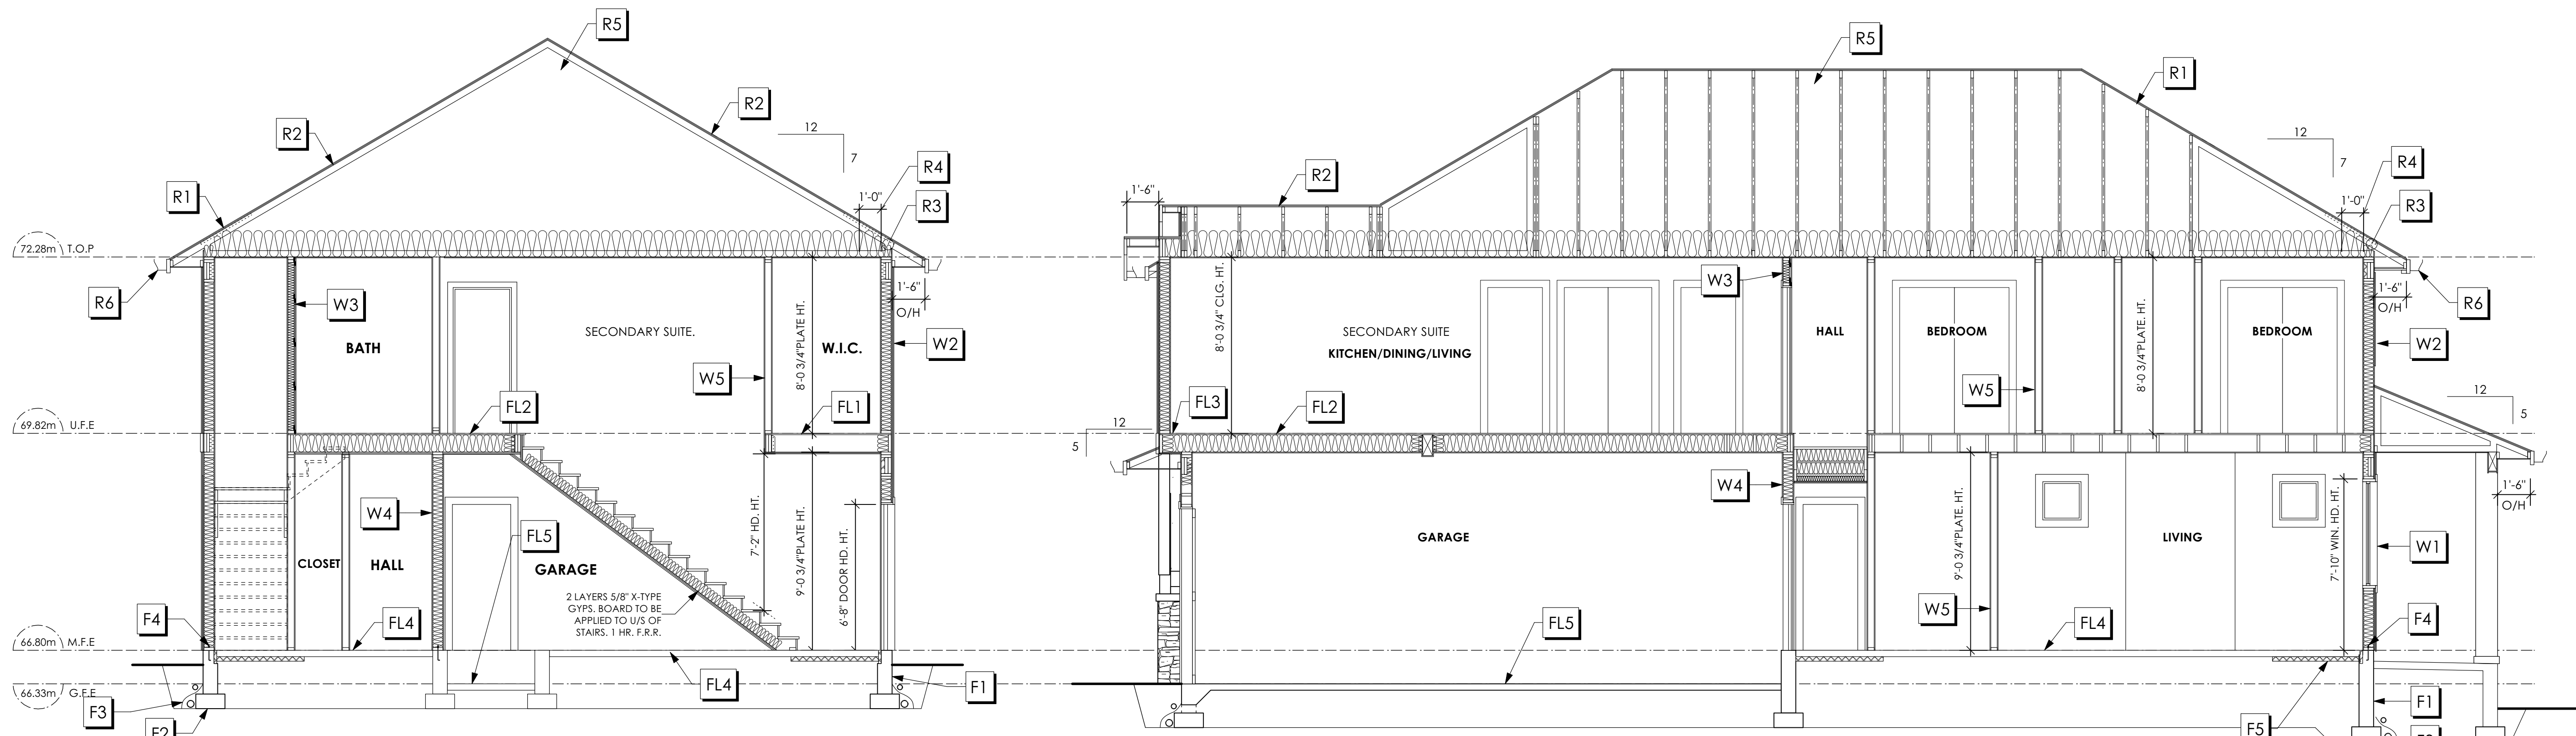 R5
R2
R2
12
7
R4
1'-0"
R3
R1
72.28m
T.O.P
R6
W3
1'-6"
O/H
SECONDARY SUITE.
BATH
8'-0 3/4"PLATE HT.
W.I.C.
W2
W5
FL2
FL1
69.82m
U.F.E
W4
7'-2" HD. HT.
9'-0 3/4"PLATE HT.
6'-8" DOOR HD. HT.
FL5
CLOSET
HALL
GARAGE
2 LAYERS 5/8" X-TYPE
GYPS. BOARD TO BE
APPLIED TO U/S OF
STAIRS. 1 HR. F.R.R.
F4
FL4
66.80m
M.F.E
FL4
F1
66.33m
G.F.E
F3
F2
R5
R1
12
7
R4
1'-0"
R3
R2
1'-6"
W3
8'-0 3/4" CLG. HT.
SECONDARY SUITE
KITCHEN/DINING/LIVING
HALL
BEDROOM
8'-0 3/4"PLATE. HT.
BEDROOM
1'-6"
O/H
R6
W2
W5
12
5
FL3
FL2
12
5
W4
9'-0 3/4"PLATE. HT.
7'-10" WIN. HD. HT.
1'-6"
O/H
GARAGE
LIVING
W1
W5
FL5
FL4
F4
F1
F5